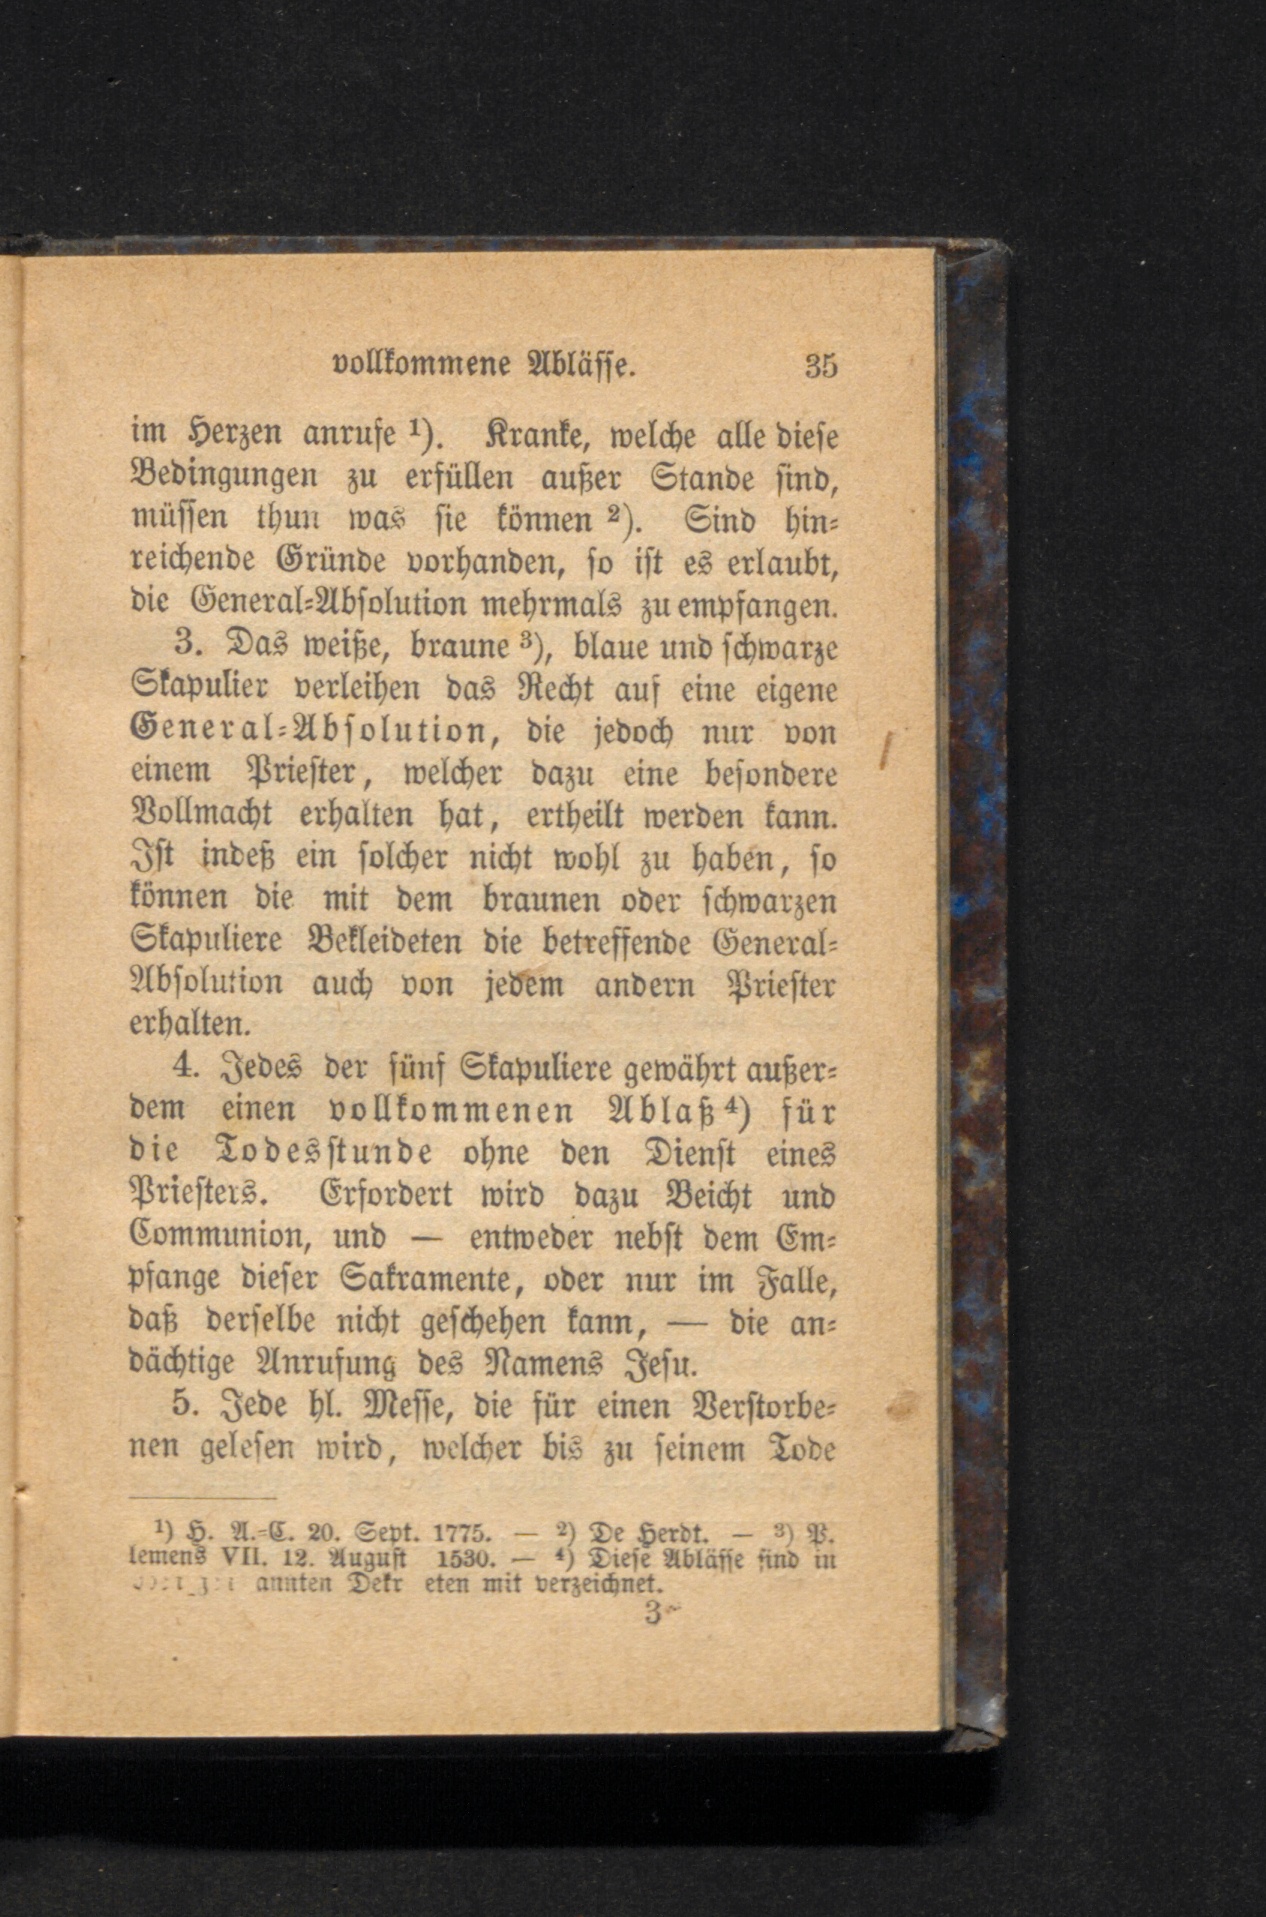 vollkommene Ablässe. 35
im Herzen anrufe ¹). Kranke, welche alle diese
Bedingungen zu erfüllen außer Stande sind,
müssen thun was sie können ²). Sind hin-
reichende Gründe vorhanden, so ist es erlaubt,
die General-Absolution mehrmals zu empfangen.
3. Das weiße, braune ³), blaue und schwarze
Skapulier verleihen das Recht auf eine eigene
General-Absolution, die jedoch nur von
einem Priester, welcher dazu eine besondere
Vollmacht erhalten hat, ertheilt werden kann.
Ist indeß ein solcher nicht wohl zu haben, so
können die mit dem braunen oder schwarzen
Skapuliere Bekleideten die betreffende General-
Absolution auch von jedem andern Priester
erhalten.
4. Jedes der fünf Skapuliere gewährt außer-
dem einen vollkommenen Ablaß ⁴) für
die Todesstunde ohne den Dienst eines
Priesters. Erfordert wird dazu Beicht und
Communion, und — entweder nebst dem Em-
pfange dieser Sakramente, oder nur im Falle,
daß derselbe nicht geschehen kann, — die an-
dächtige Anrufung des Namens Jesu.
5. Jede hl. Messe, die für einen Verstorbe-
nen gelesen wird, welcher bis zu seinem Tode
¹) H. A.-C. 20. Sept. 1775. — ²) De Herdt. — ³) P.
lemens VII. 12. August 1530. — ⁴) Diese Ablässe sind in
annten Dekr eten mit verzeichnet.
3